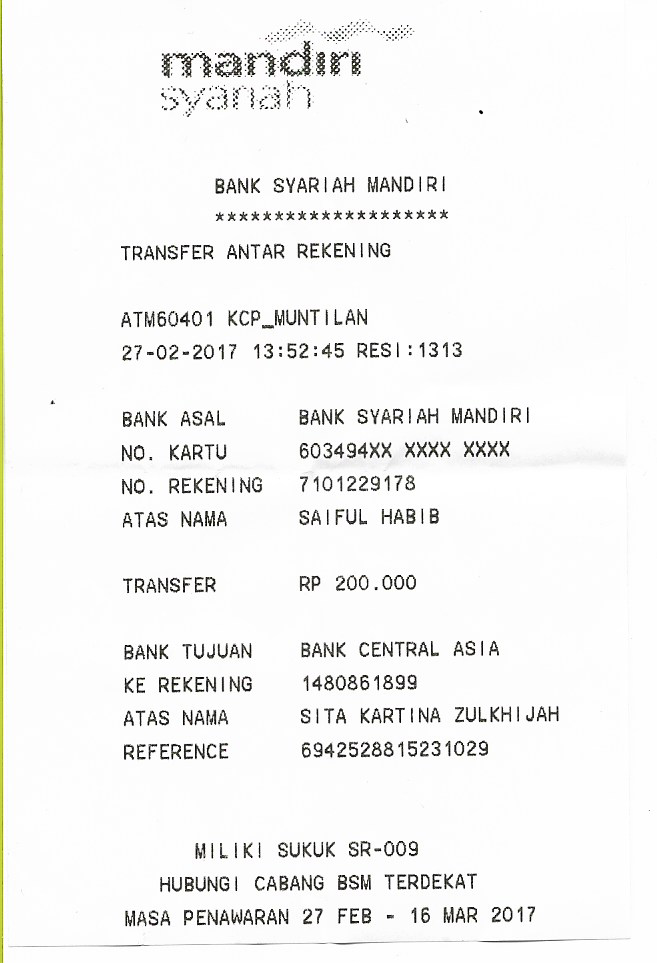 mandiri
syariah
BANK SYARIAH MANDIRI
********************
TRANSFER ANTAR REKENING
ATM60401 KCP_MUNTILAN
27-02-2017 13:52:45 RESI:1313
BANK ASAL BANK SYARIAH MANDIRI
NO. KARTU 603494XX XXXX XXXX
NO. REKENING 7101229178
ATAS NAMA SAIFUL HABIB
TRANSFER RP 200.000
BANK TUJUAN BANK CENTRAL ASIA
KE REKENING 1480861899
ATAS NAMA SITA KARTINA ZULKHIJAH
REFERENCE 6942528815231029
MILIKI SUKUK SR-009
HUBUNGI CABANG BSM TERDEKAT
MASA PENAWARAN 27 FEB - 16 MAR 2017